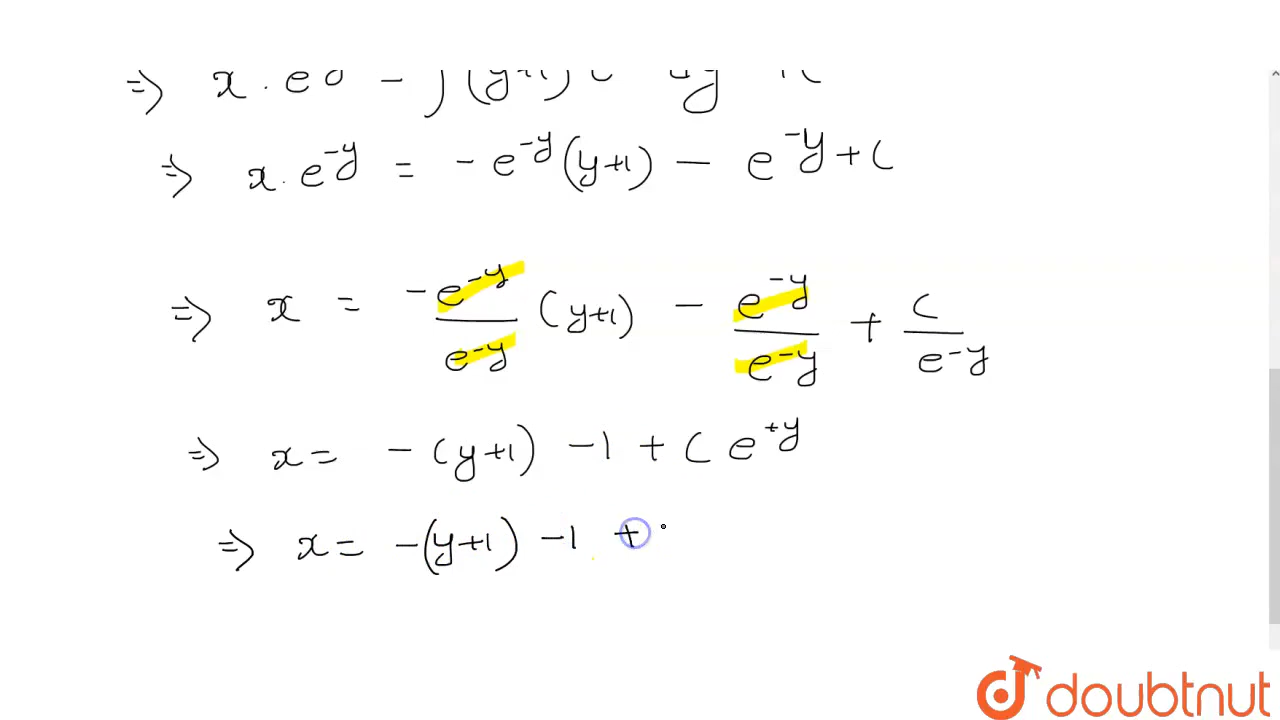 ⇒ x · e^-y = -e^-y (y+1) - e^-y + C
⇒ x = -e^-y / e^-y (y+1) - e^-y / e^-y + C / e^-y
⇒ x = -(y+1) -1 + C e^+y
⇒ x = -(y+1) -1 +
doubtnut